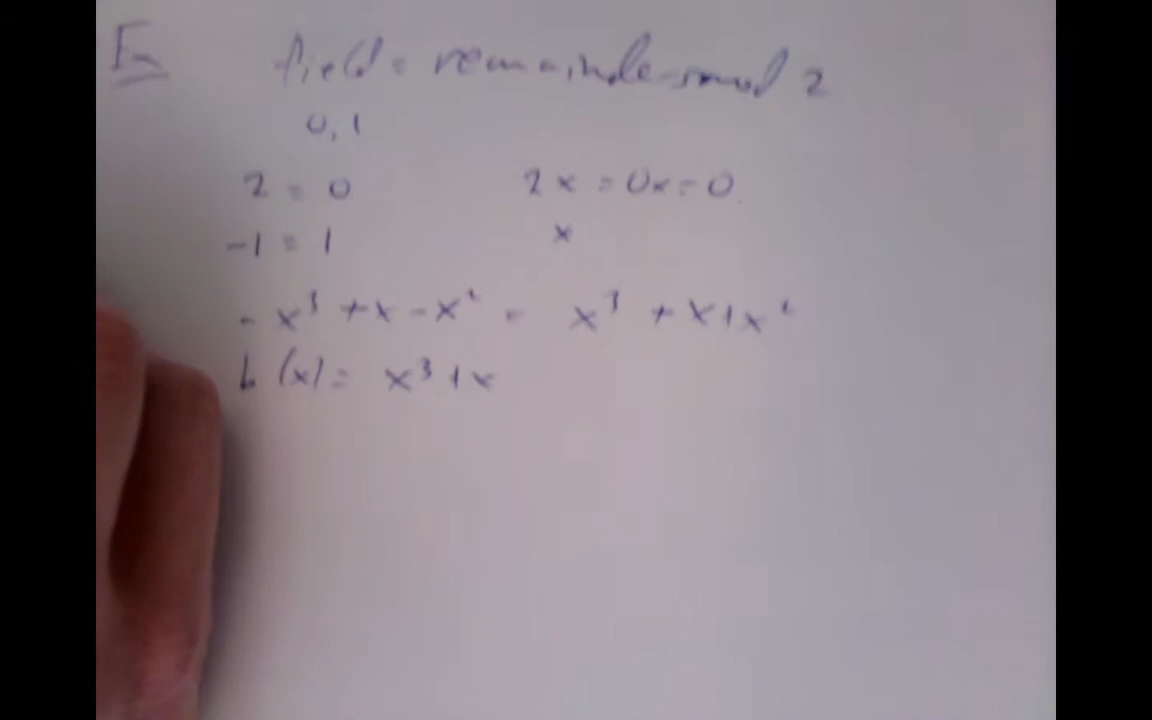 Ex field = remainders mod 2
0, 1
2 = 0 2x = 0x = 0
-1 = 1 x
- x³ + x - x² = x³ + x + x²
b(x) = x³ + x